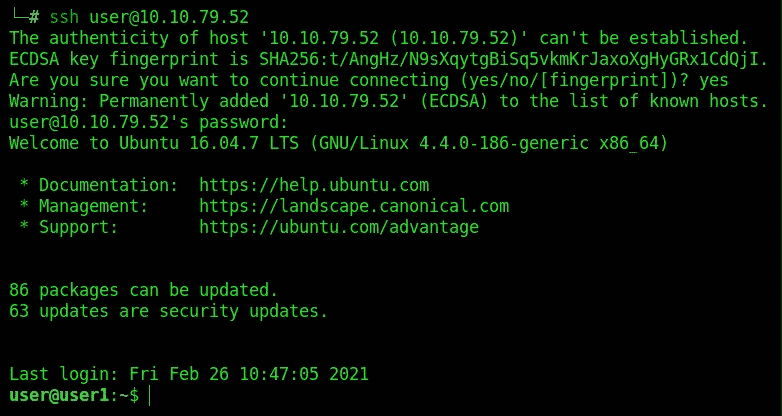 └─# ssh user@10.10.79.52
The authenticity of host '10.10.79.52 (10.10.79.52)' can't be established.
ECDSA key fingerprint is SHA256:t/AngHz/N9sXqytgBiSq5vkmKrJaxoXgHyGRx1CdQjI.
Are you sure you want to continue connecting (yes/no/[fingerprint])? yes
Warning: Permanently added '10.10.79.52' (ECDSA) to the list of known hosts.
user@10.10.79.52's password:
Welcome to Ubuntu 16.04.7 LTS (GNU/Linux 4.4.0-186-generic x86_64)
* Documentation:  https://help.ubuntu.com
* Management:     https://landscape.canonical.com
* Support:        https://ubuntu.com/advantage
86 packages can be updated.
63 updates are security updates.
Last login: Fri Feb 26 10:47:05 2021
user@user1:~$